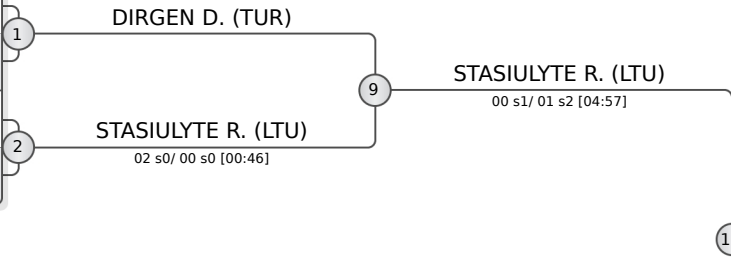 DIRGEN D. (TUR)
1
STASIULYTE R. (LTU)
9
00 s1/ 01 s2 [04:57]
STASIULYTE R. (LTU)
2
02 s0/ 00 s0 [00:46]